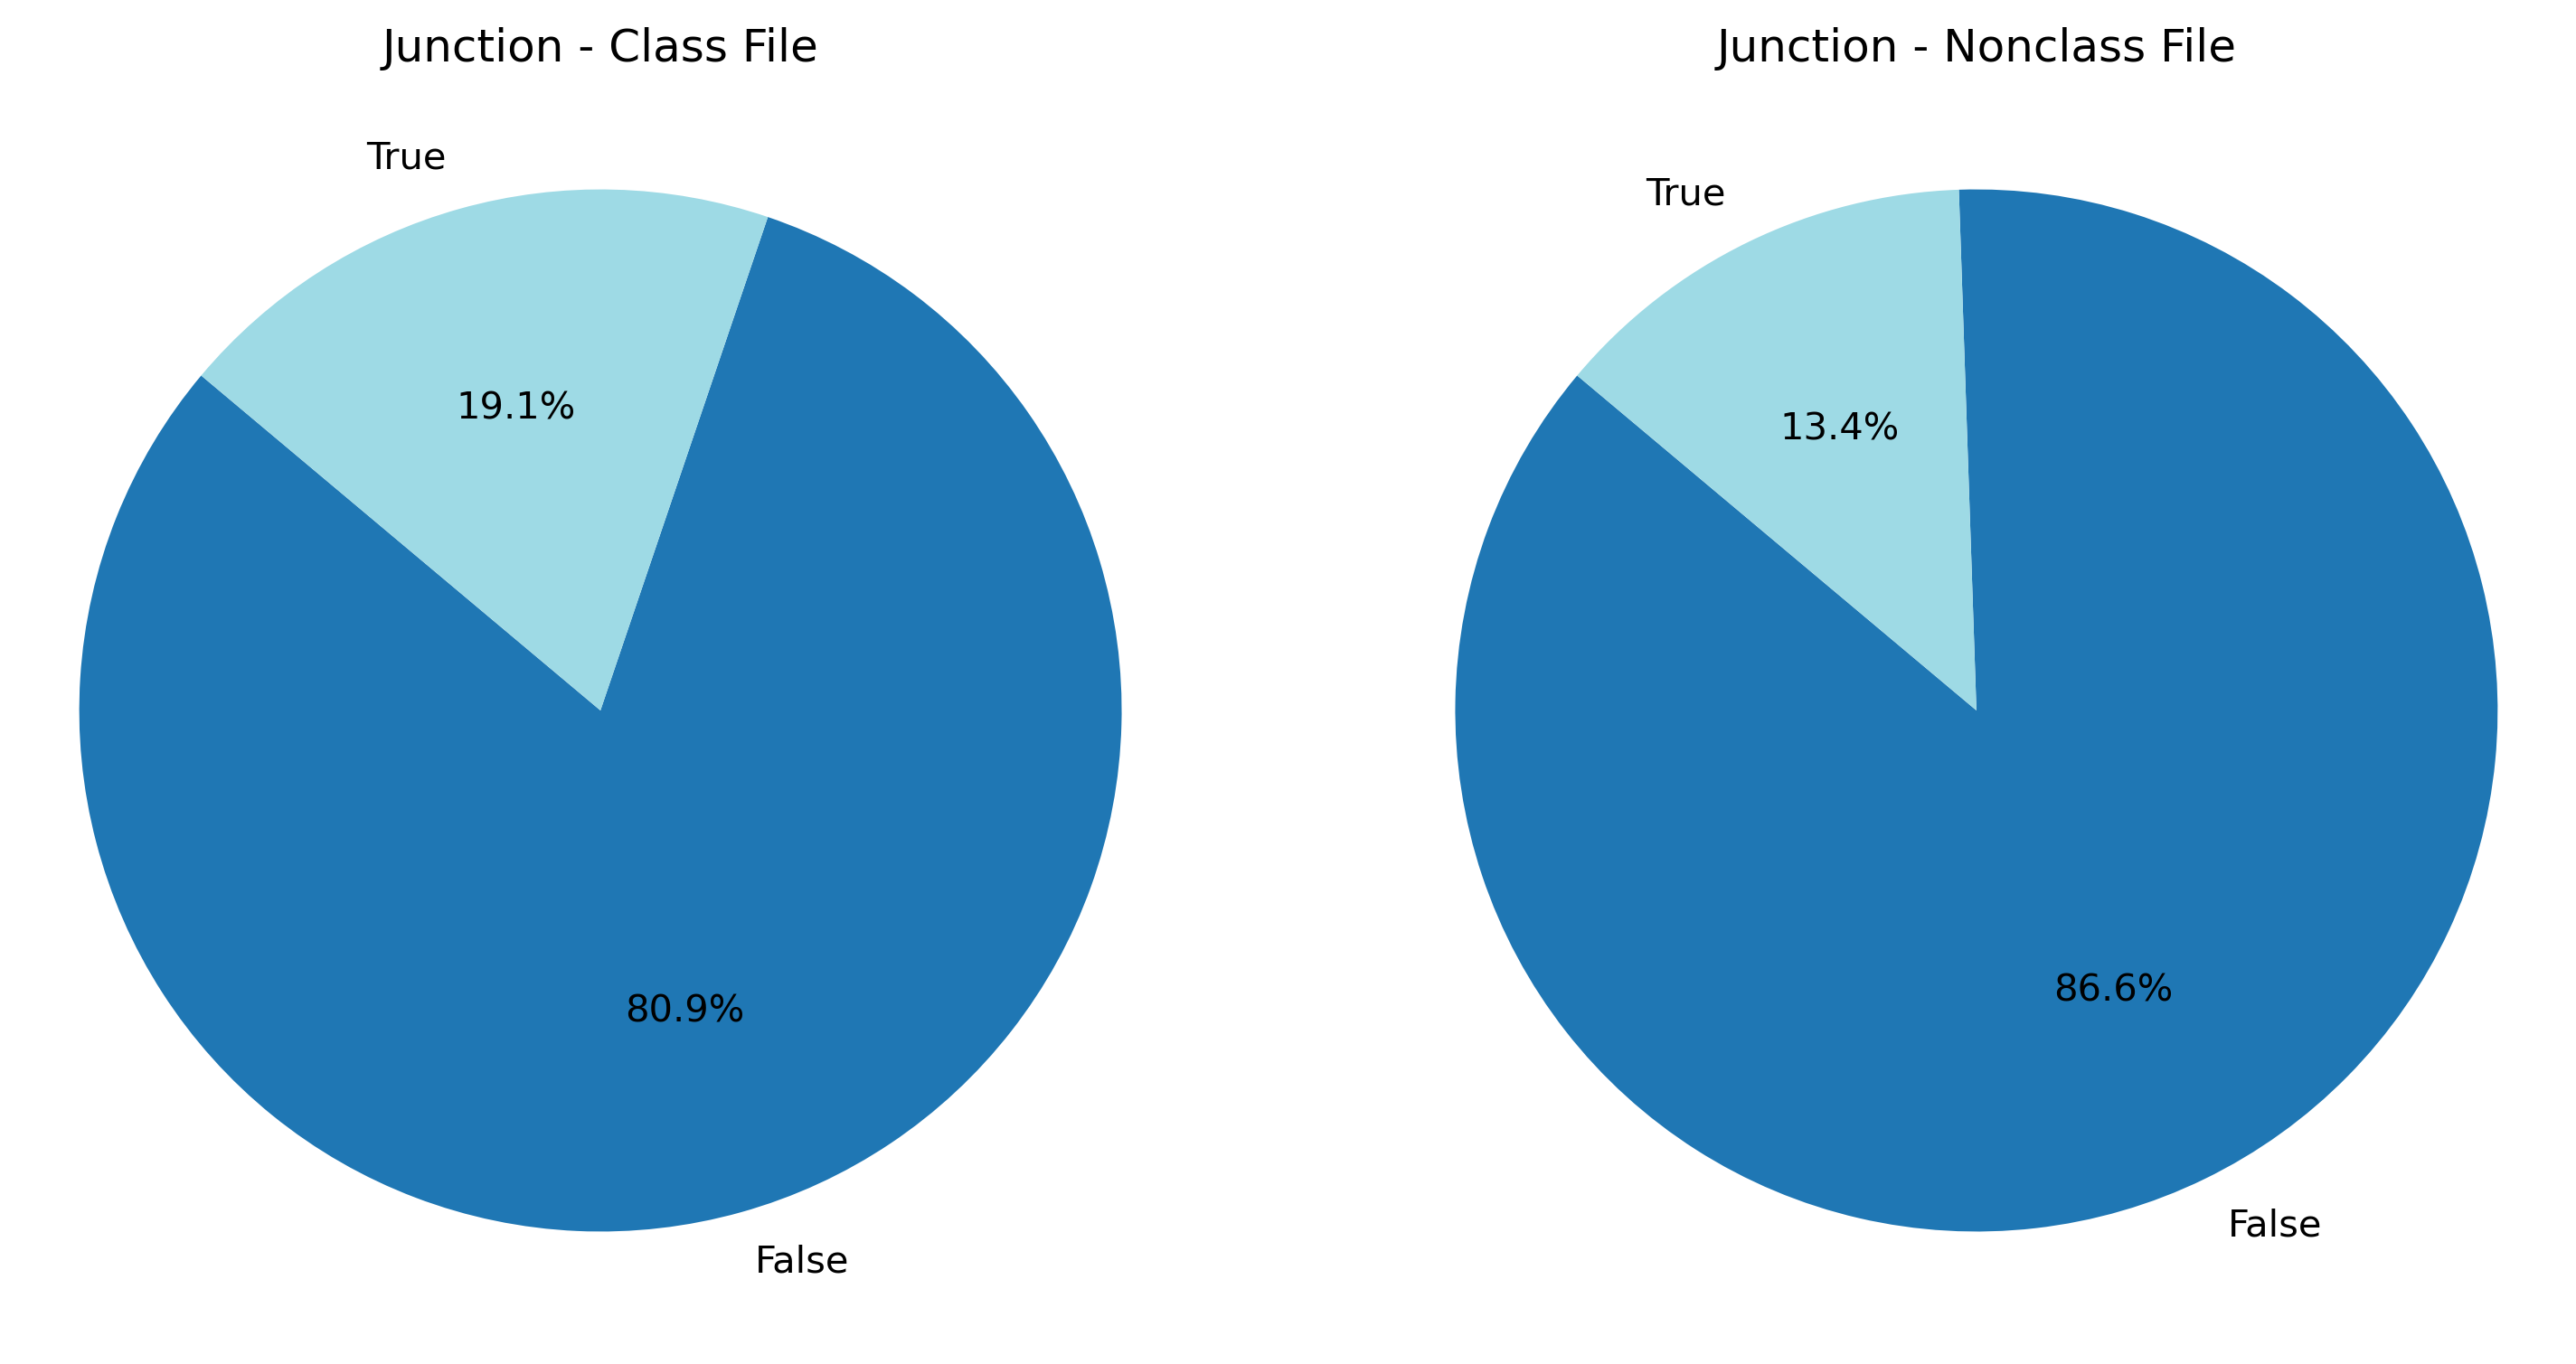 Junction - Class File
True
19.1%
80.9%
False
Junction - Nonclass File
True
13.4%
86.6%
False